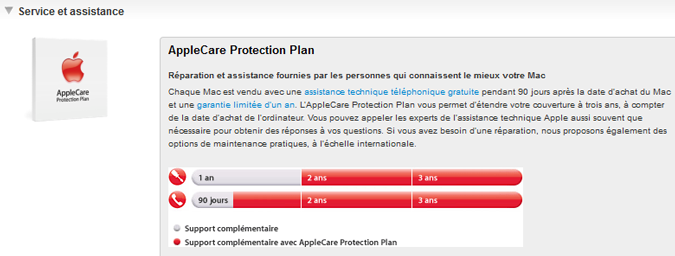 Service et assistance
AppleCare
Protection Plan
AppleCare Protection Plan
Réparation et assistance fournies par les personnes qui connaissent le mieux votre Mac
Chaque Mac est vendu avec une assistance technique téléphonique gratuite pendant 90 jours après la date d'achat du Mac
et une garantie limitée d'un an. L'AppleCare Protection Plan vous permet d'étendre votre couverture à trois ans, à compter
de la date d'achat de l'ordinateur. Vous pouvez appeler les experts de l'assistance technique Apple aussi souvent que
nécessaire pour obtenir des réponses à vos questions. Si vous avez besoin d'une réparation, nous proposons également des
options de maintenance pratiques, à l'échelle internationale.
1 an 2 ans 3 ans
90 jours 2 ans 3 ans
Support complémentaire
Support complémentaire avec AppleCare Protection Plan